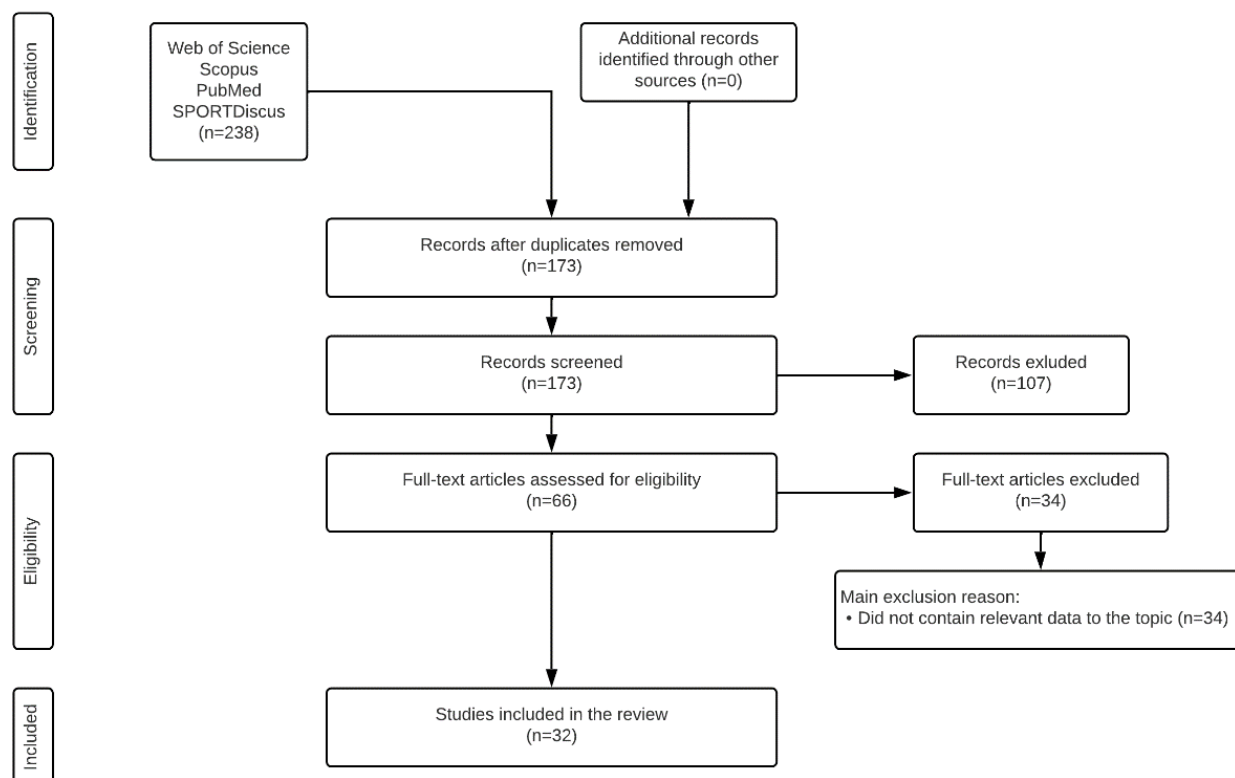 Identification
Web of Science
Scopus
PubMed
SPORTDiscus
(n=238)
Additional records
identified through other
sources (n=0)
Screening
Records after duplicates removed
(n=173)
Records screened
(n=173)
Records exluded
(n=107)
Eligibility
Full-text articles assessed for eligibility
(n=66)
Full-text articles excluded
(n=34)
Main exclusion reason:
• Did not contain relevant data to the topic (n=34)
Included
Studies included in the review
(n=32)